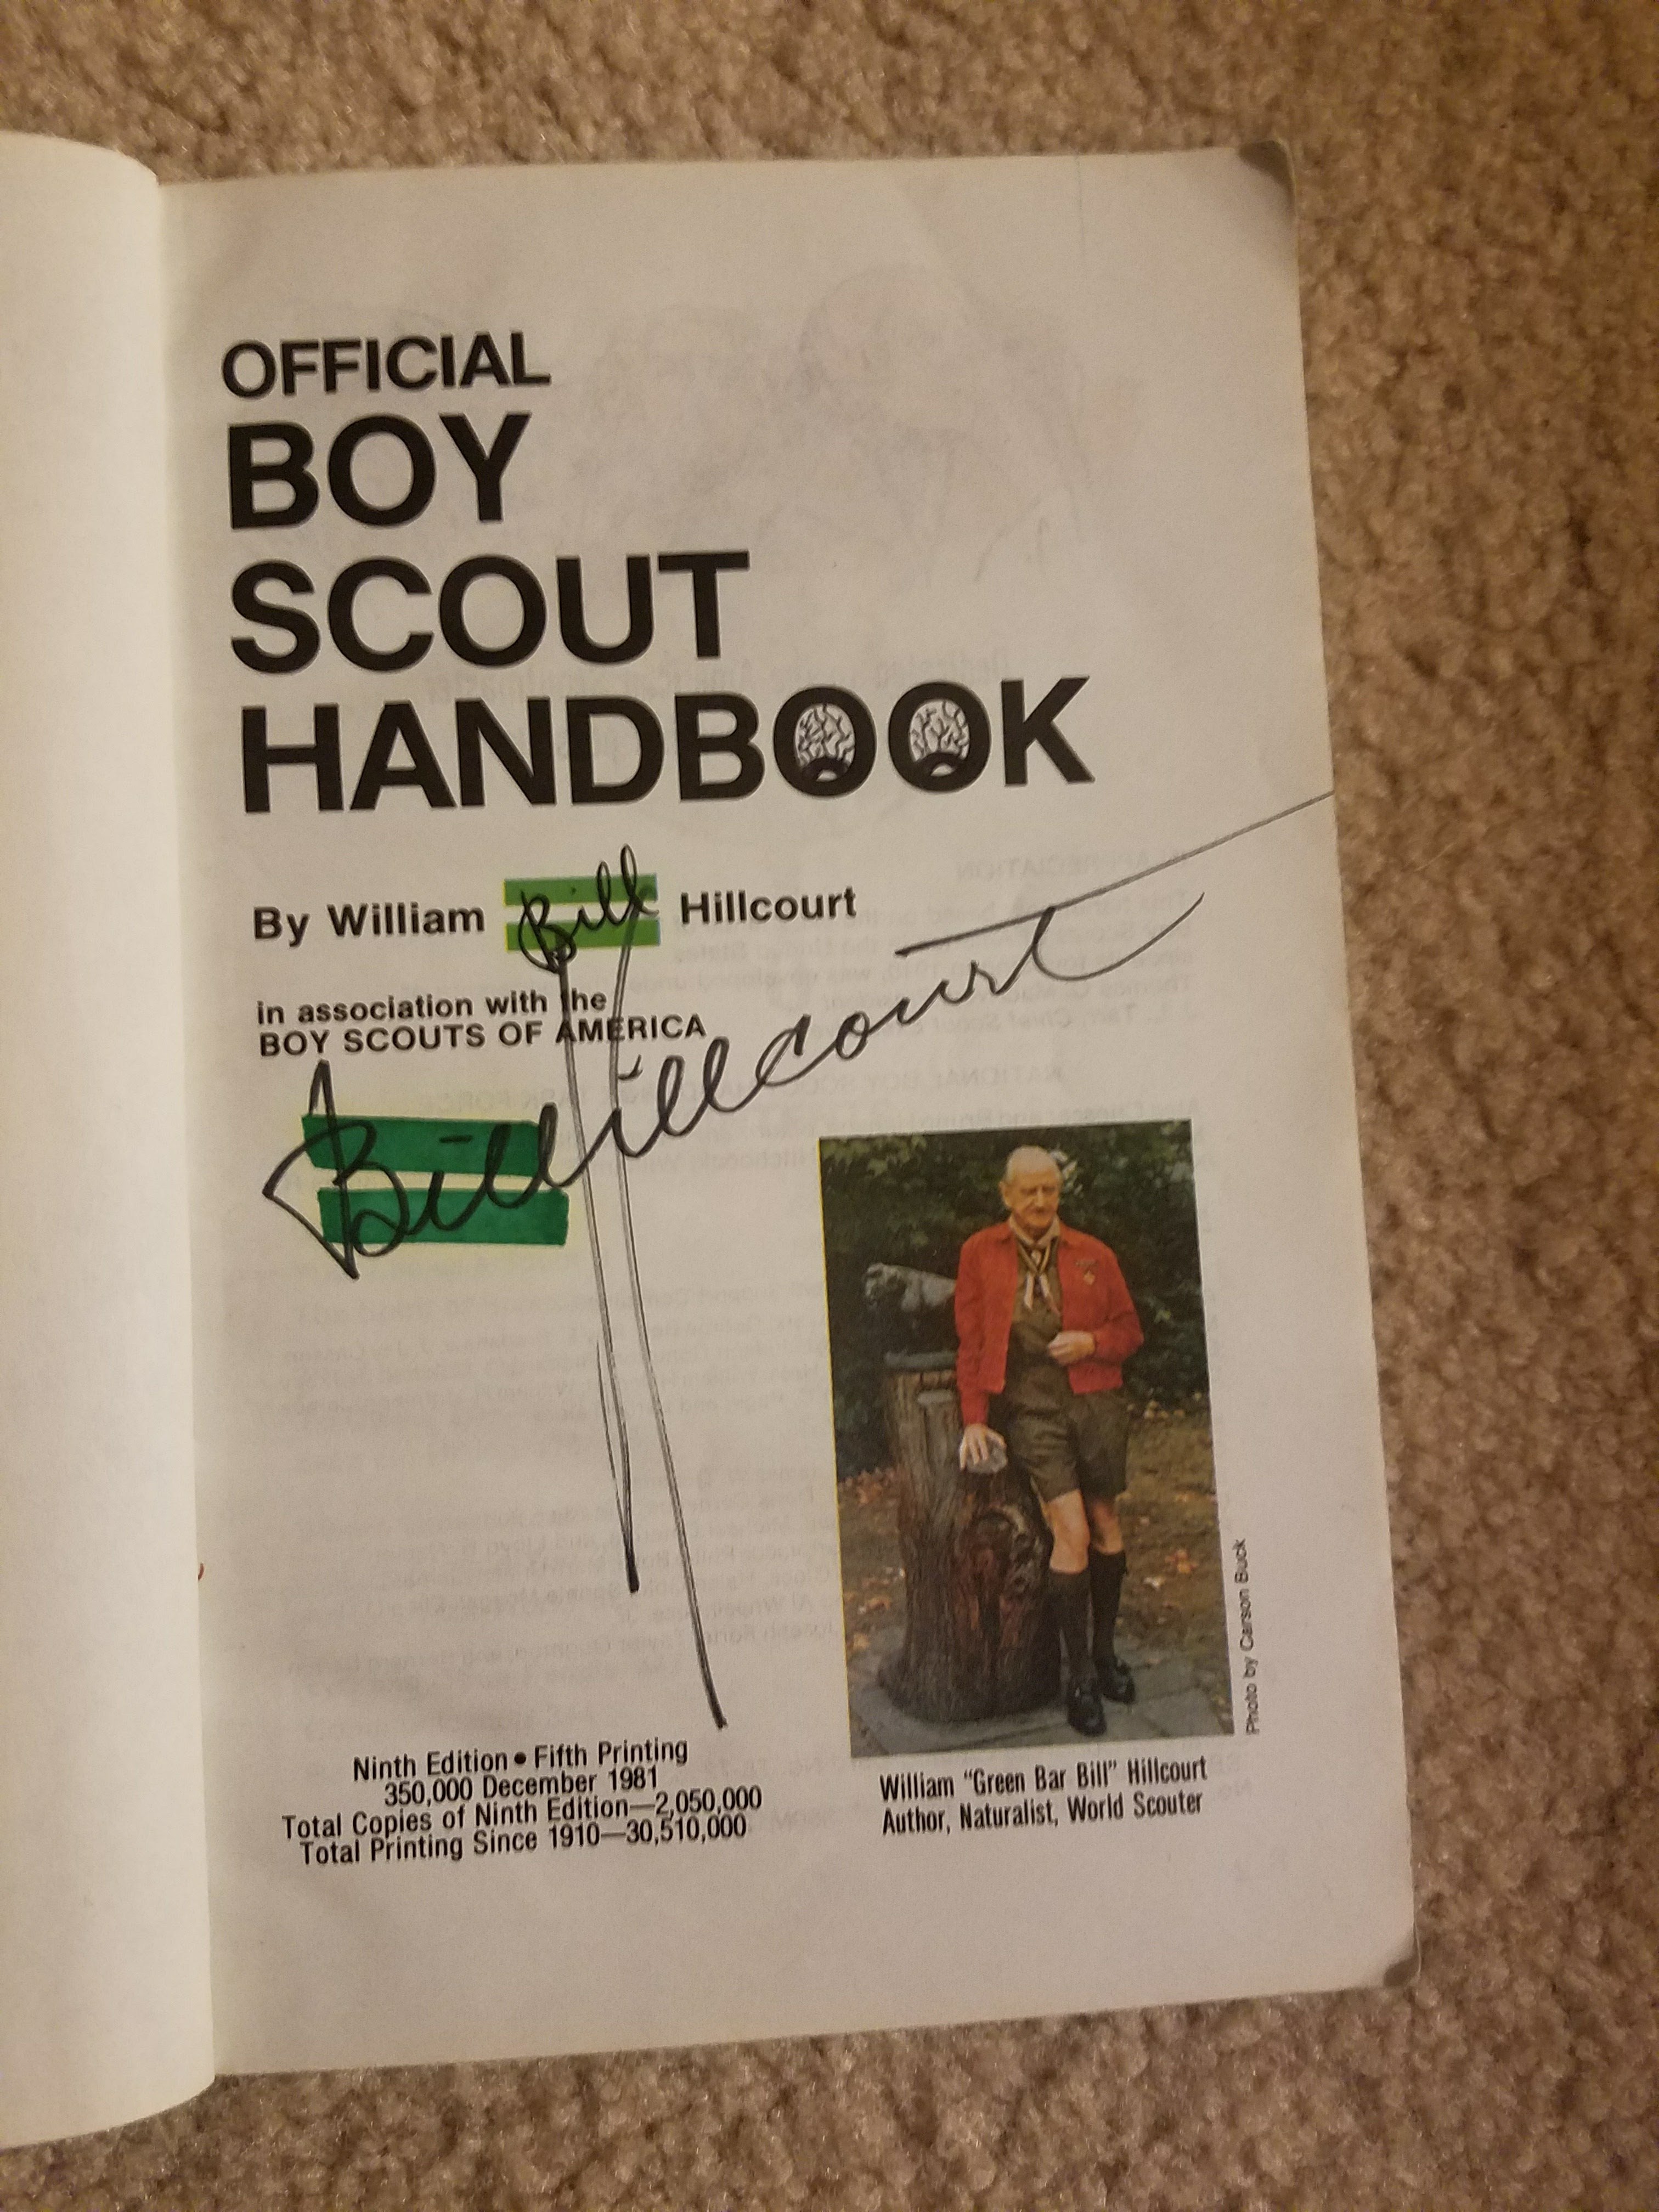 OFFICIAL
BOY
SCOUT
HANDBOOK
By William Bill Hillcourt
in association with the
BOY SCOUTS OF AMERICA
Bill Hillcourt
Photo by Carson Buck
Ninth Edition • Fifth Printing
350,000 December 1981
Total Copies of Ninth Edition—2,050,000
Total Printing Since 1910—30,510,000
William “Green Bar Bill” Hillcourt
Author, Naturalist, World Scouter